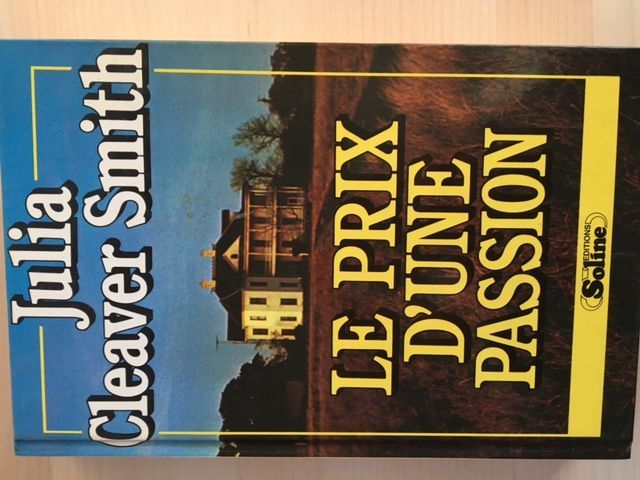 Julia
Cleaver Smith
LE PRIX
D'UNE
PASSION
EDITIONS
Soline